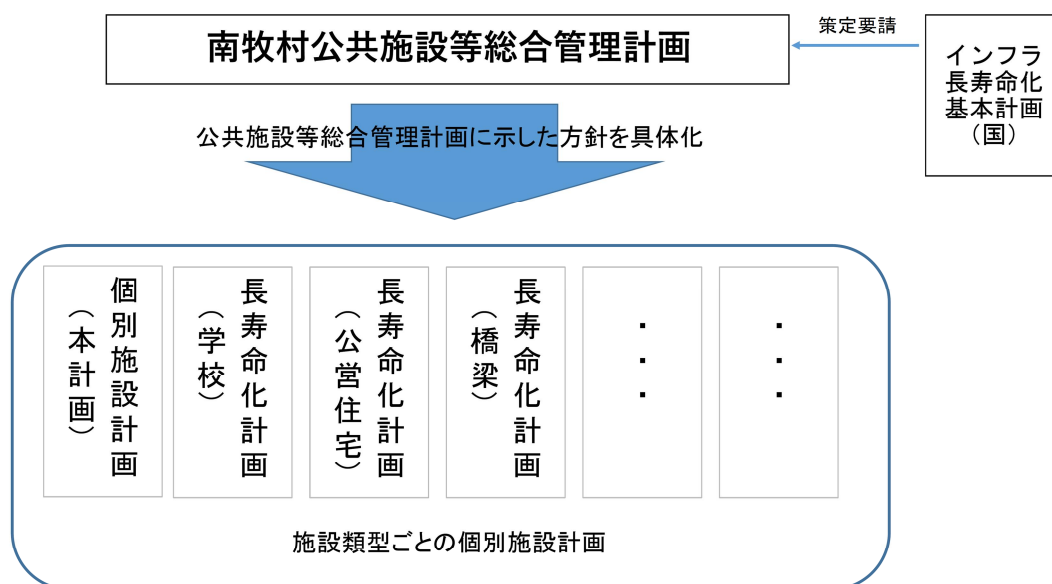 南牧村公共施設等総合管理計画
策定要請
インフラ
長寿命化
基本計画
（国）
公共施設等総合管理計画に示した方針を具体化
個別施設計画
（本計画）
長寿命化計画
（学校）
長寿命化計画
（公営住宅）
長寿命化計画
（橋梁）
・・・
・・・
施設類型ごとの個別施設計画